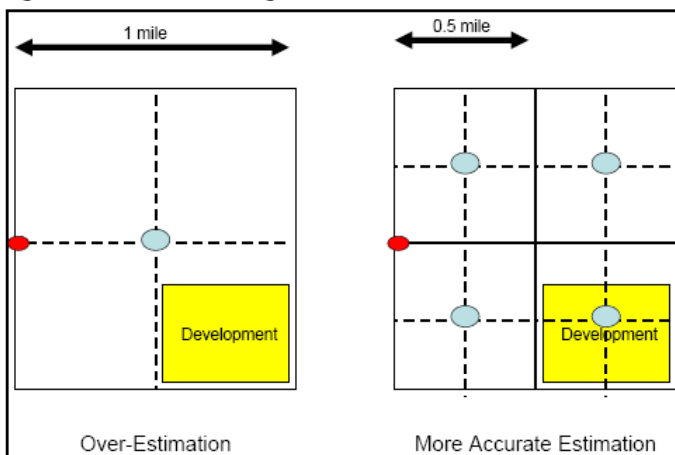 1 mile
0.5 mile
Development
Development
Over-Estimation
More Accurate Estimation